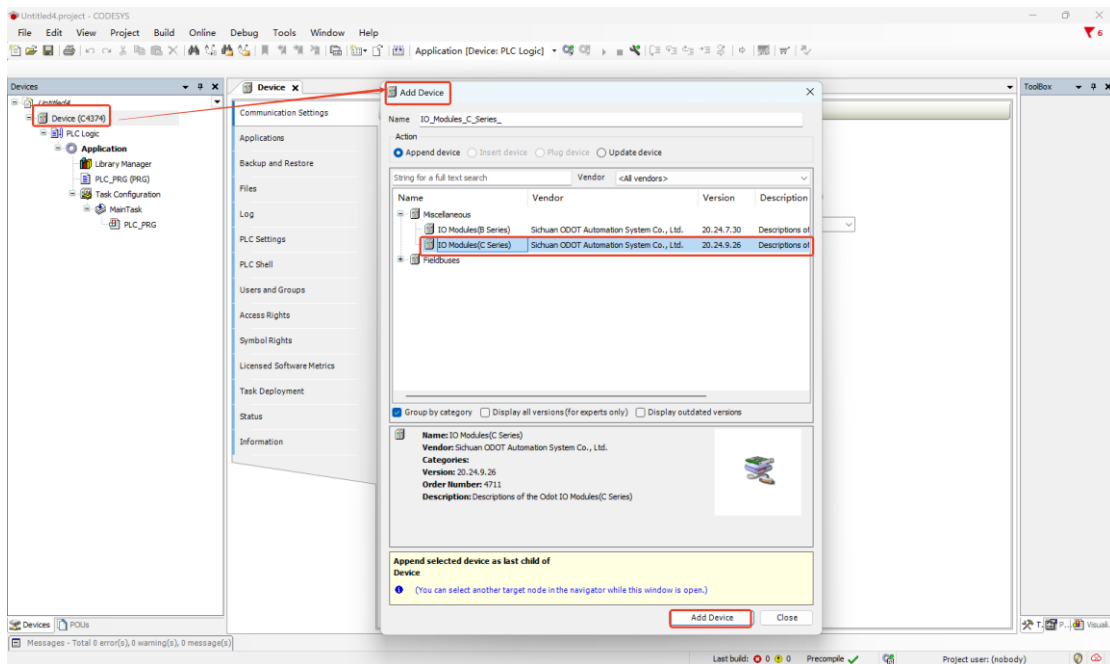 Untitled4.project - CODESYS
File Edit View Project Build Online Debug Tools Window Help
6
Application [Device: PLC Logic]
Devices
Untitled4
Device (C4374)
PLC Logic
Application
Library Manager
PLC_PRG (PRG)
Task Configuration
MainTask
PLC_PRG
Devices POUs
Device
Communication Settings
Applications
Backup and Restore
Files
Log
PLC Settings
PLC Shell
Users and Groups
Access Rights
Symbol Rights
Licensed Software Metrics
Task Deployment
Status
Information
Add Device
Name IO_Modules_C_Series_
Action
Append device Insert device Plug device Update device
String for a full text search Vendor <All vendors>
Name Vendor Version Description
Miscellaneous
IO Modules(B Series) Sichuan ODOT Automation System Co., Ltd. 20.24.7.30 Descriptions of
IO Modules(C Series) Sichuan ODOT Automation System Co., Ltd. 20.24.9.26 Descriptions of
Fieldbuses
Group by category Display all versions (for experts only) Display outdated versions
Name: IO Modules(C Series)
Vendor: Sichuan ODOT Automation System Co., Ltd.
Categories:
Version: 20.24.9.26
Order Number: 4711
Description: Descriptions of the Odot IO Modules(C Series)
Append selected device as last child of
Device
(You can select another target node in the navigator while this window is open.)
Add Device Close
ToolBox
T. P... Visual.
Messages - Total 0 error(s), 0 warning(s), 0 message(s)
Last build: 0 0 Precompile Project user: (nobody)